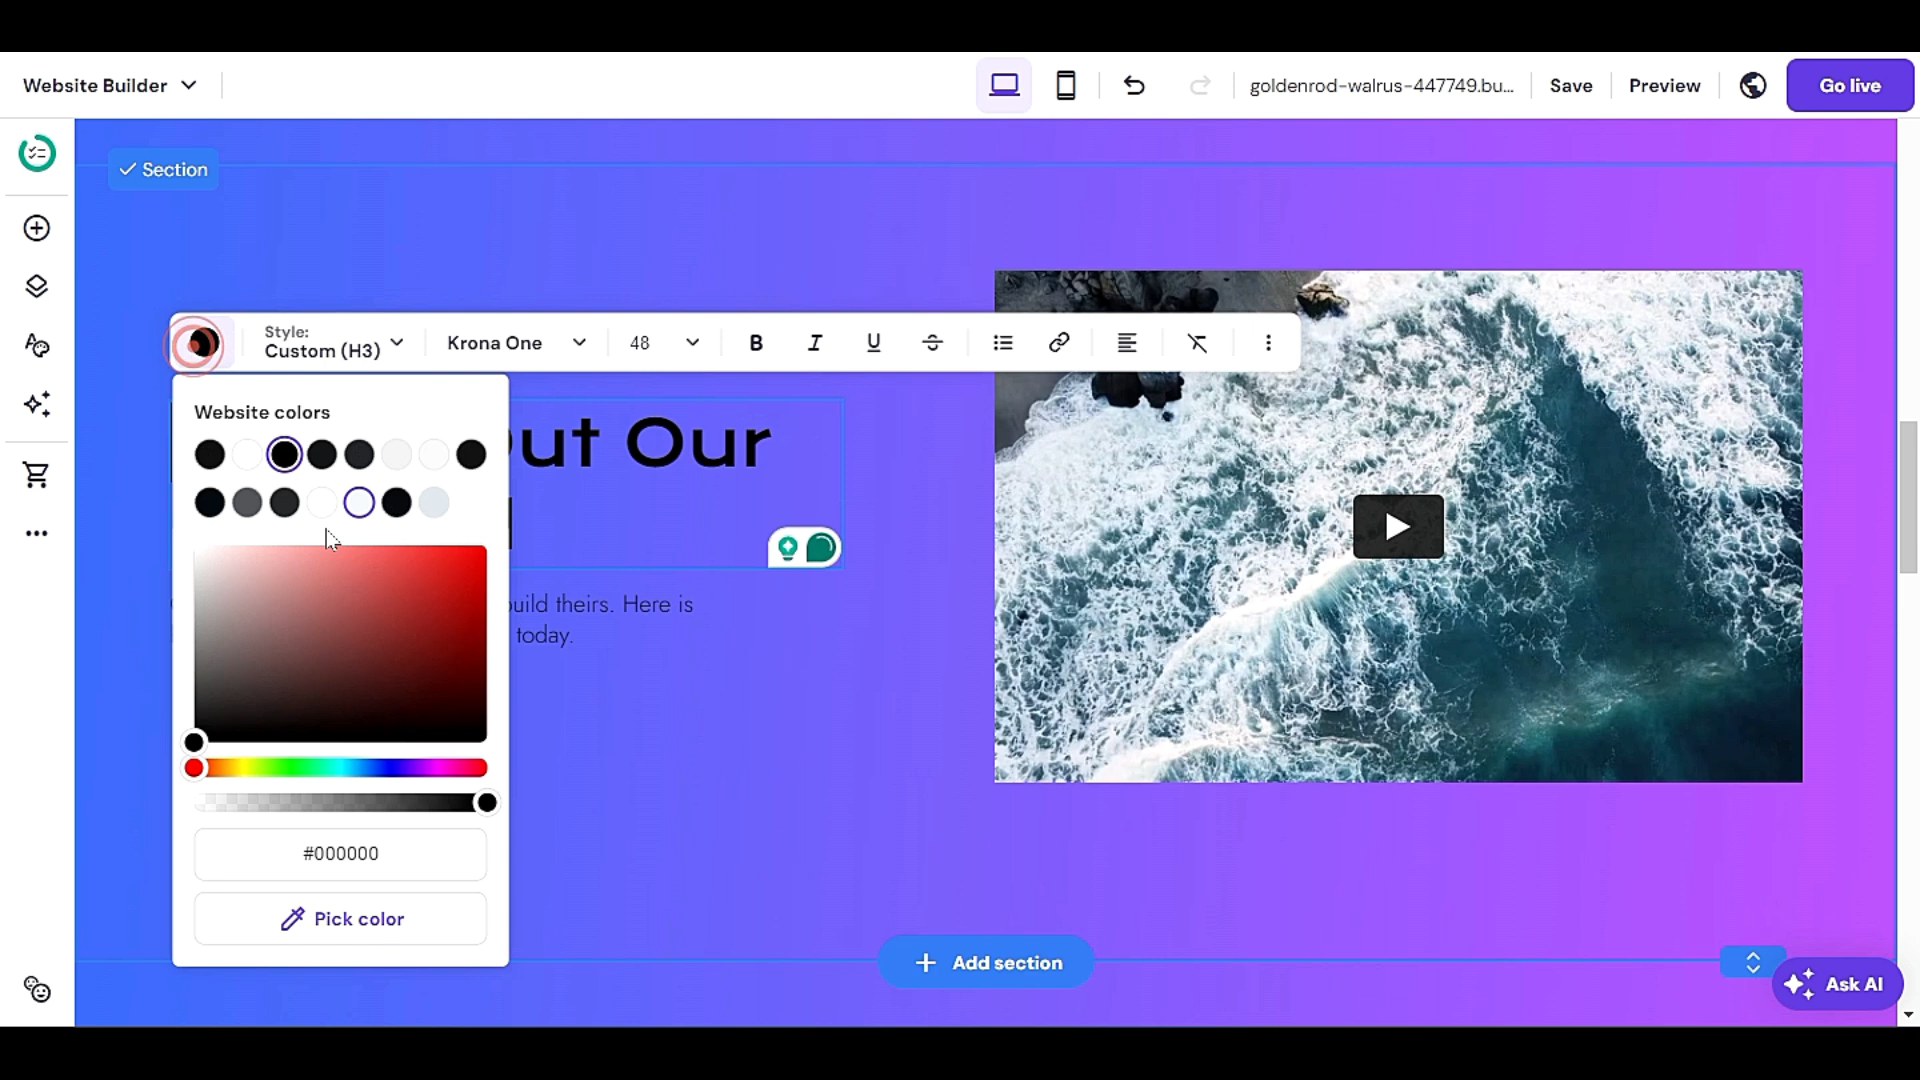 Website Builder
goldenrod-walrus-447749.bu...
Save
Preview
Go live
Section
Style:
Custom (H3)
Krona One
48
B
I
U
S
Website colors
ut Our
uild theirs. Here is
today.
#000000
Pick color
Add section
Ask AI